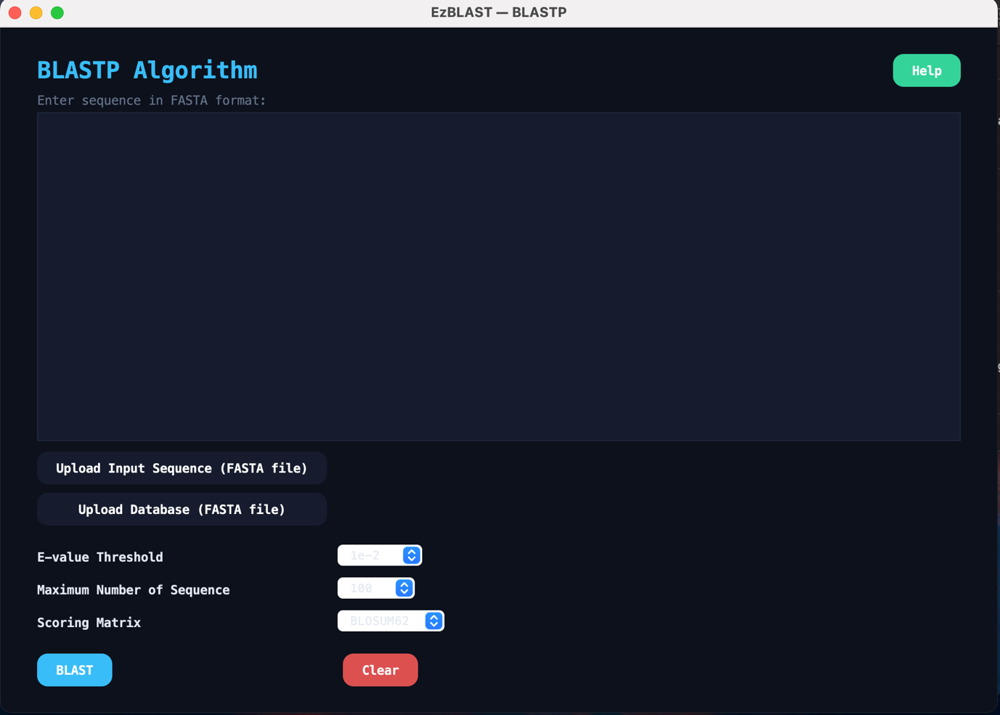 EzBLAST — BLASTP
BLASTP Algorithm
Help
Enter sequence in FASTA format:
Upload Input Sequence (FASTA file)
Upload Database (FASTA file)
E-value Threshold
1e-2
Maximum Number of Sequence
100
Scoring Matrix
BLOSUM62
BLAST
Clear